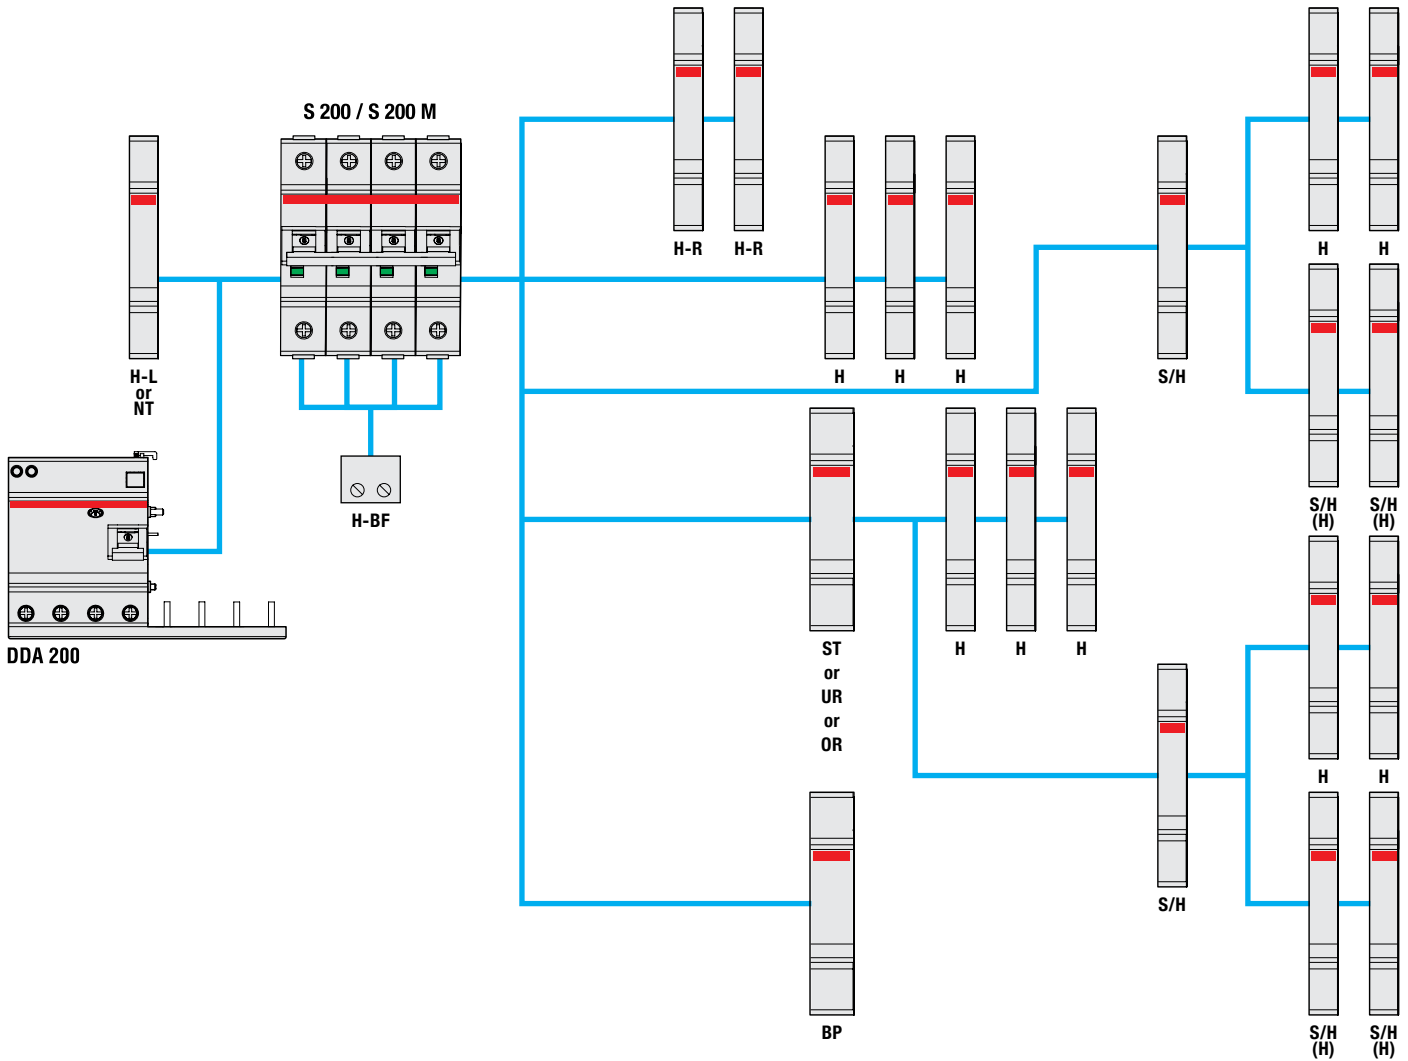 S 200 / S 200 M
H-R H-R
H H
H-L
or
NT
H H H
S/H
H-BF
S/H
(H)
S/H
(H)
DDA 200
ST
or
UR
or
OR
H H H
H H
S/H
BP
S/H
(H)
S/H
(H)